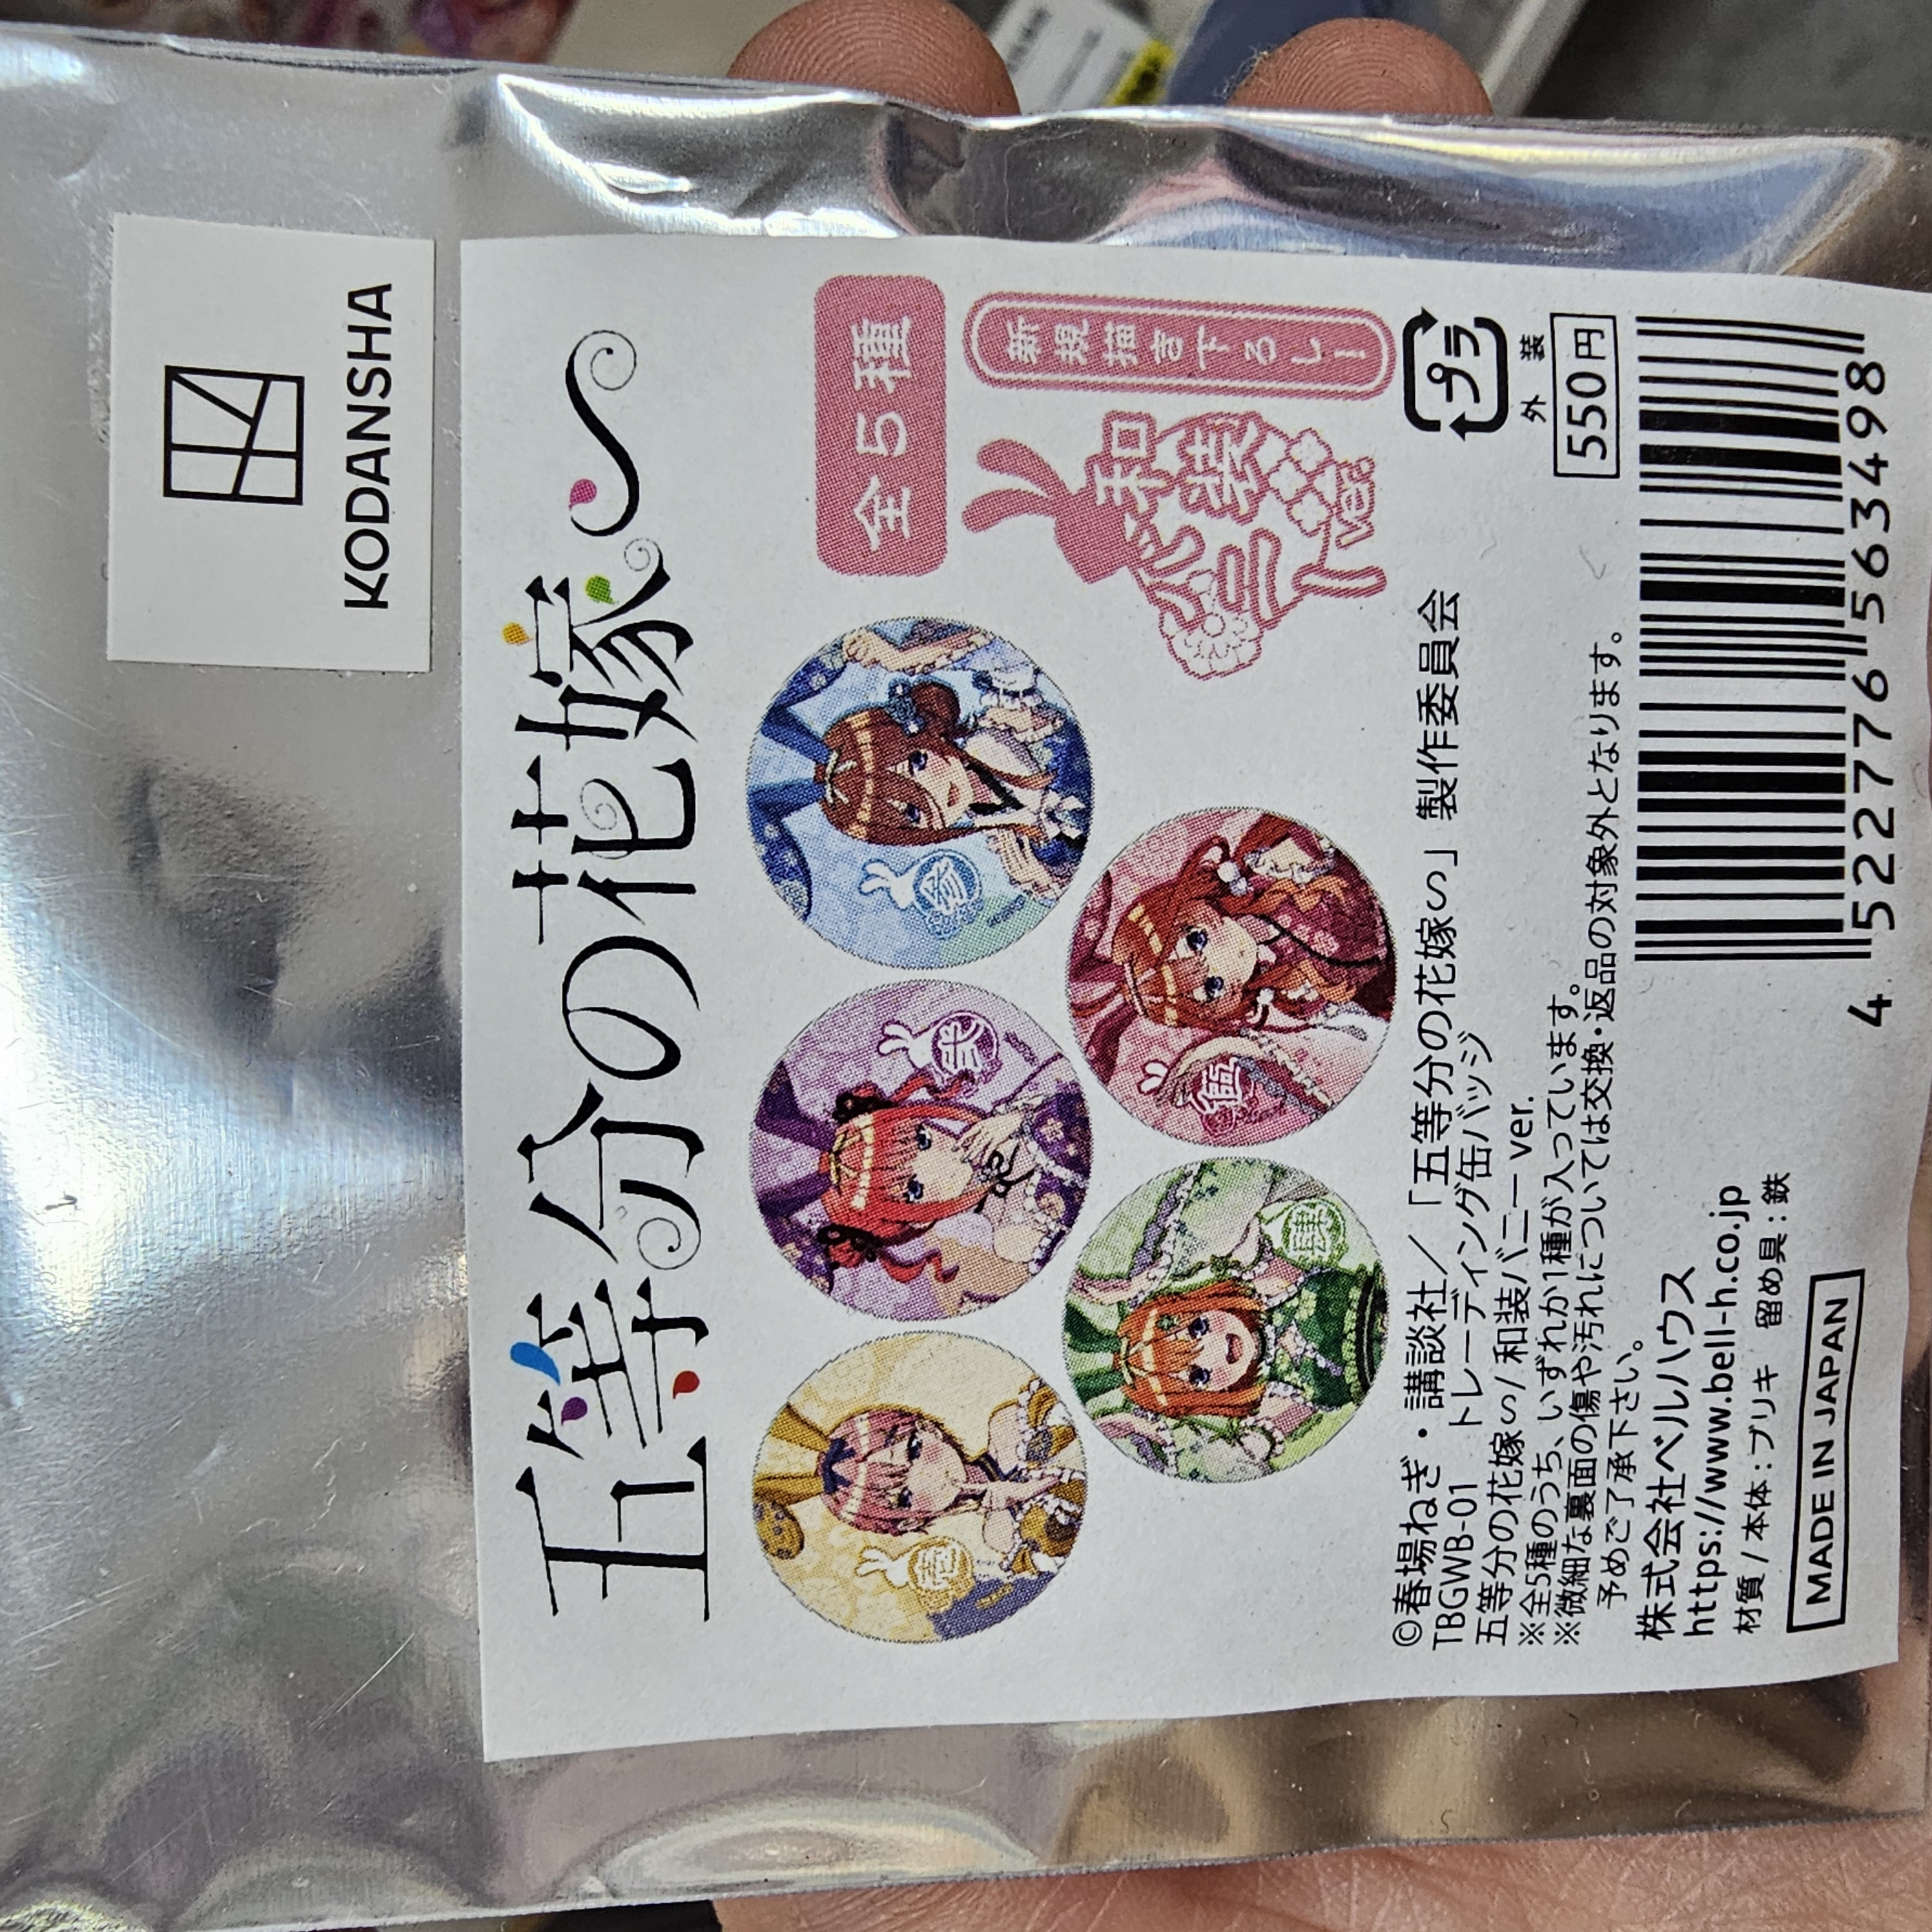 KODANSHA
五等分の花嫁∽
全5種
新規描き下ろし!
和装
バニー
ver.
壱
弐
参
肆
伍
©春場ねぎ・講談社／「五等分の花嫁∽」製作委員会
TBGWB-01 トレーディング缶バッジ
五等分の花嫁∽/和装バニー ver.
※全5種のうち、いずれか1種が入っています。
※微細な裏面の傷や汚れについては交換・返品の対象外となります。
予めご了承下さい。
株式会社ベルハウス
https://www.bell-h.co.jp
材質/本体:ブリキ 留め具:鉄
MADE IN JAPAN
プラ
外装
550円
4 522776 563498